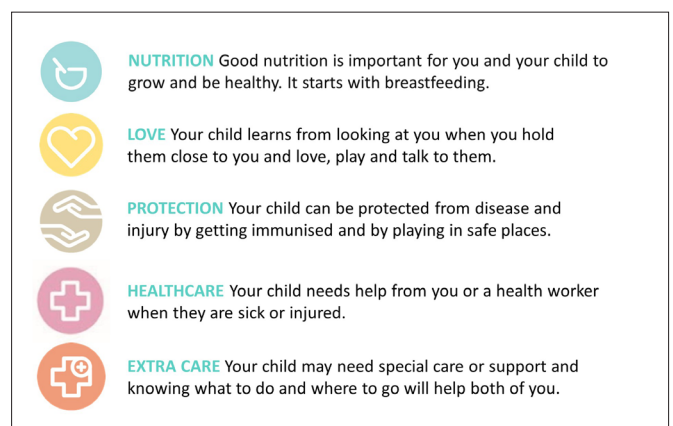 NUTRITION Good nutrition is important for you and your child to
grow and be healthy. It starts with breastfeeding.
LOVE Your child learns from looking at you when you hold
them close to you and love, play and talk to them.
PROTECTION Your child can be protected from disease and
injury by getting immunised and by playing in safe places.
HEALTHCARE Your child needs help from you or a health worker
when they are sick or injured.
EXTRA CARE Your child may need special care or support and
knowing what to do and where to go will help both of you.